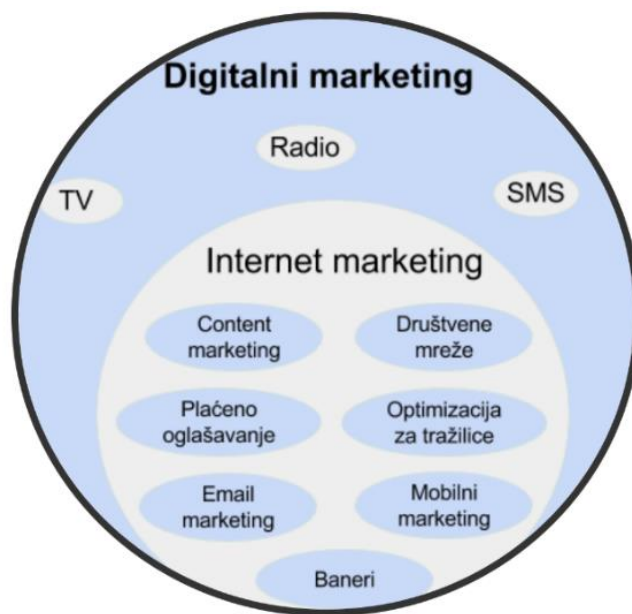 Digitalni marketing
Radio
TV
SMS
Internet marketing
Content
marketing
Društvene
mreže
Plaćeno
oglašavanje
Optimizacija
za tražilice
Email
marketing
Mobilni
marketing
Baneri